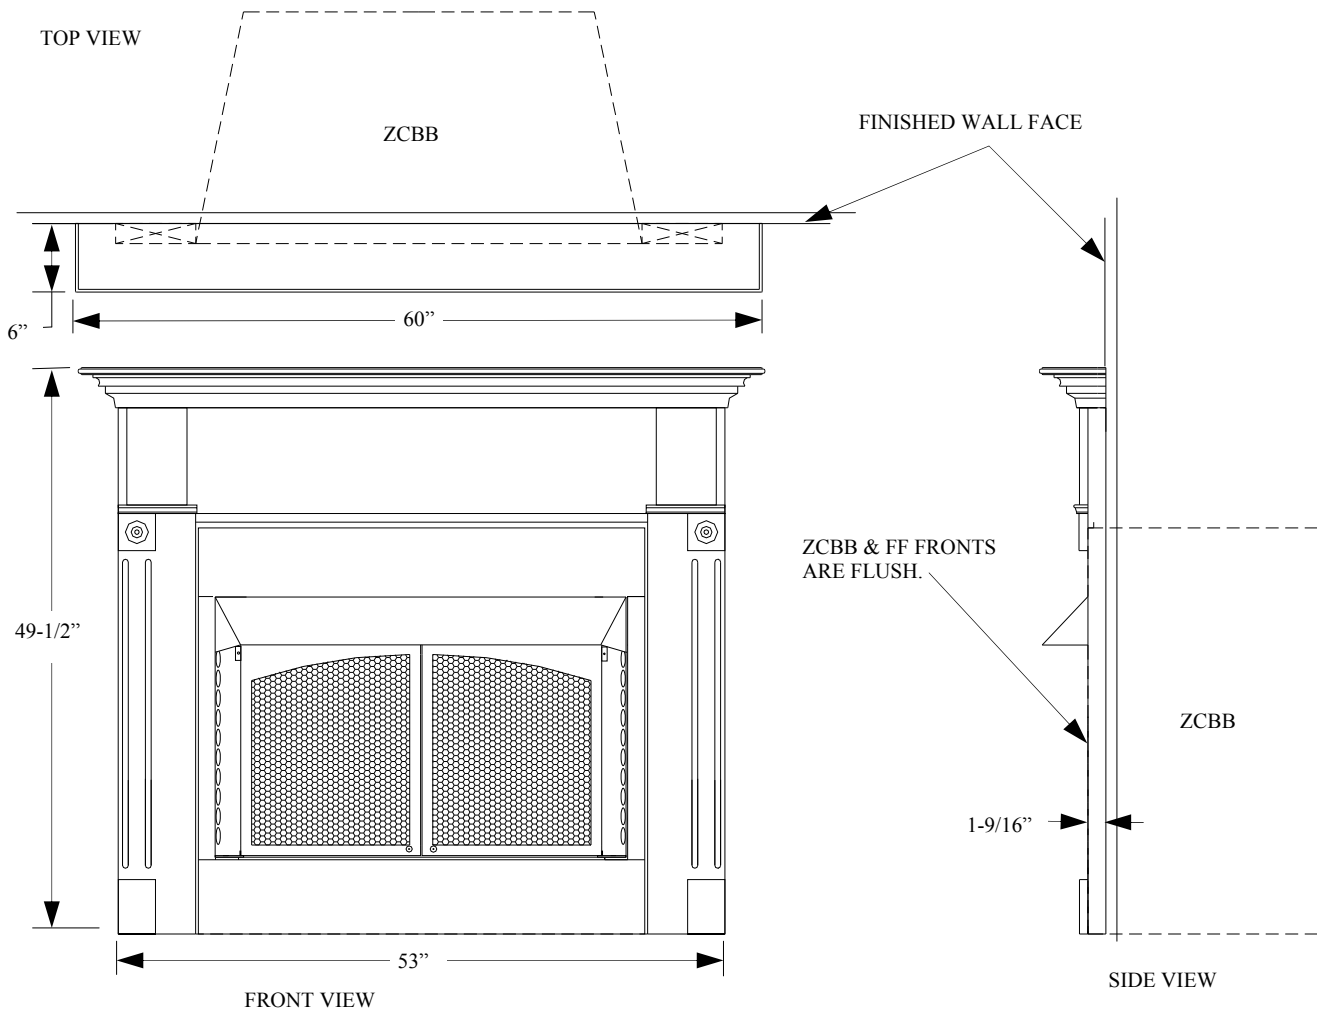 TOP VIEW
ZCBB
FINISHED WALL FACE
6”
60”
49-1/2”
ZCBB & FF FRONTS
ARE FLUSH.
ZCBB
1-9/16”
53”
FRONT VIEW
SIDE VIEW